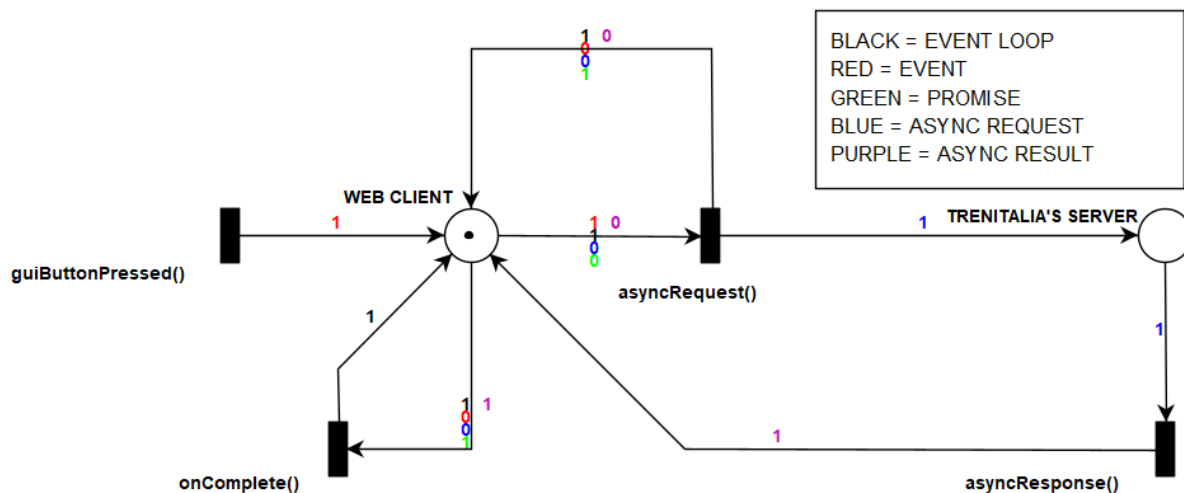 1 0
0
0
1
BLACK = EVENT LOOP
RED = EVENT
GREEN = PROMISE
BLUE = ASYNC REQUEST
PURPLE = ASYNC RESULT
WEB CLIENT
TRENITALIA'S SERVER
1
1 0
1
0
0
1
guiButtonPressed()
asyncRequest()
1
1
1 1
0
0
1
1
onComplete()
asyncResponse()